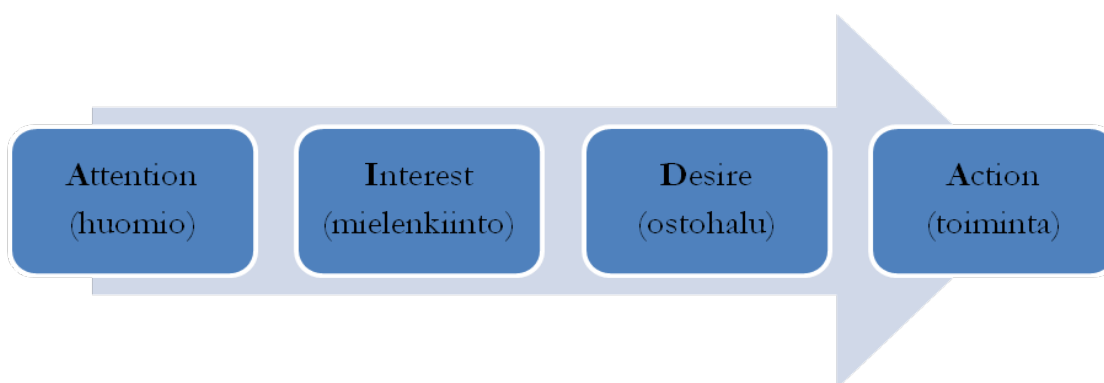 Attention
(huomio)
Interest
(mielenkiinto)
Desire
(ostohalu)
Action
(toiminta)